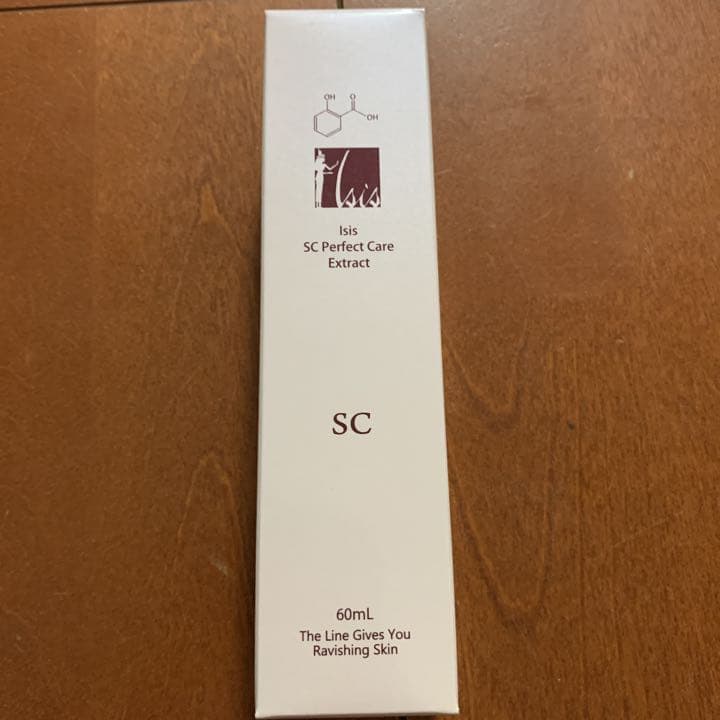 OH O
OH
Isis
Isis
SC Perfect Care
Extract
SC
60mL
The Line Gives You
Ravishing Skin